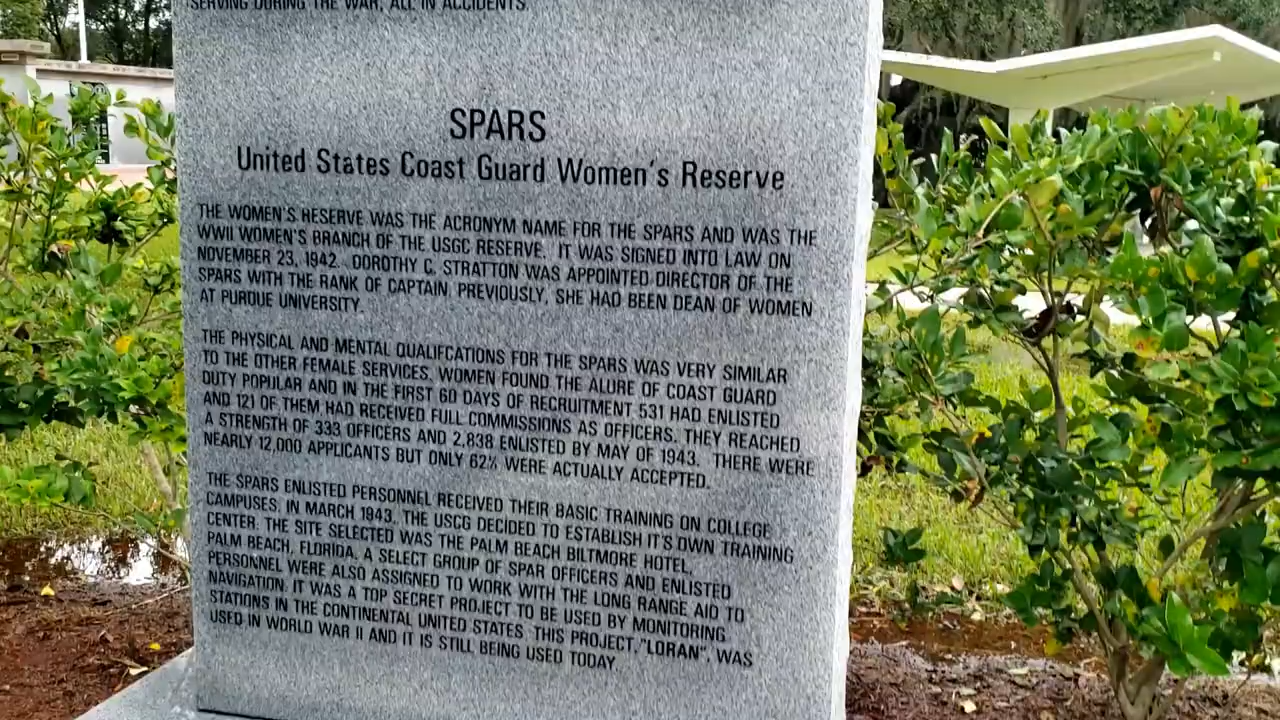 SERVING DURING THE WAR, ALL IN ACCIDENTS.
SPARS
United States Coast Guard Women's Reserve
THE WOMEN'S RESERVE WAS THE ACRONYM NAME FOR THE SPARS AND WAS THE
WWII WOMEN'S BRANCH OF THE USGC RESERVE. IT WAS SIGNED INTO LAW ON
NOVEMBER 23, 1942. DOROTHY C. STRATTON WAS APPOINTED DIRECTOR OF THE
SPARS WITH THE RANK OF CAPTAIN. PREVIOUSLY, SHE HAD BEEN DEAN OF WOMEN
AT PURDUE UNIVERSITY.
THE PHYSICAL AND MENTAL QUALIFCATIONS FOR THE SPARS WAS VERY SIMILAR
TO THE OTHER FEMALE SERVICES. WOMEN FOUND THE ALURE OF COAST GUARD
DUTY POPULAR AND IN THE FIRST 60 DAYS OF RECRUITMENT 531 HAD ENLISTED
AND 121 OF THEM HAD RECEIVED FULL COMMISSIONS AS OFFICERS. THEY REACHED
A STRENGTH OF 333 OFFICERS AND 2,838 ENLISTED BY MAY OF 1943. THERE WERE
NEARLY 12,000 APPLICANTS BUT ONLY 62% WERE ACTUALLY ACCEPTED.
THE SPARS ENLISTED PERSONNEL RECEIVED THEIR BASIC TRAINING ON COLLEGE
CAMPUSES. IN MARCH 1943, THE USCG DECIDED TO ESTABLISH IT'S OWN TRAINING
CENTER. THE SITE SELECTED WAS THE PALM BEACH BILTMORE HOTEL,
PALM BEACH, FLORIDA. A SELECT GROUP OF SPAR OFFICERS AND ENLISTED
PERSONNEL WERE ALSO ASSIGNED TO WORK WITH THE LONG RANGE AID TO
NAVIGATION. IT WAS A TOP SECRET PROJECT TO BE USED BY MONITORING
STATIONS IN THE CONTINENTAL UNITED STATES. THIS PROJECT, "LORAN", WAS
USED IN WORLD WAR II AND IT IS STILL BEING USED TODAY.